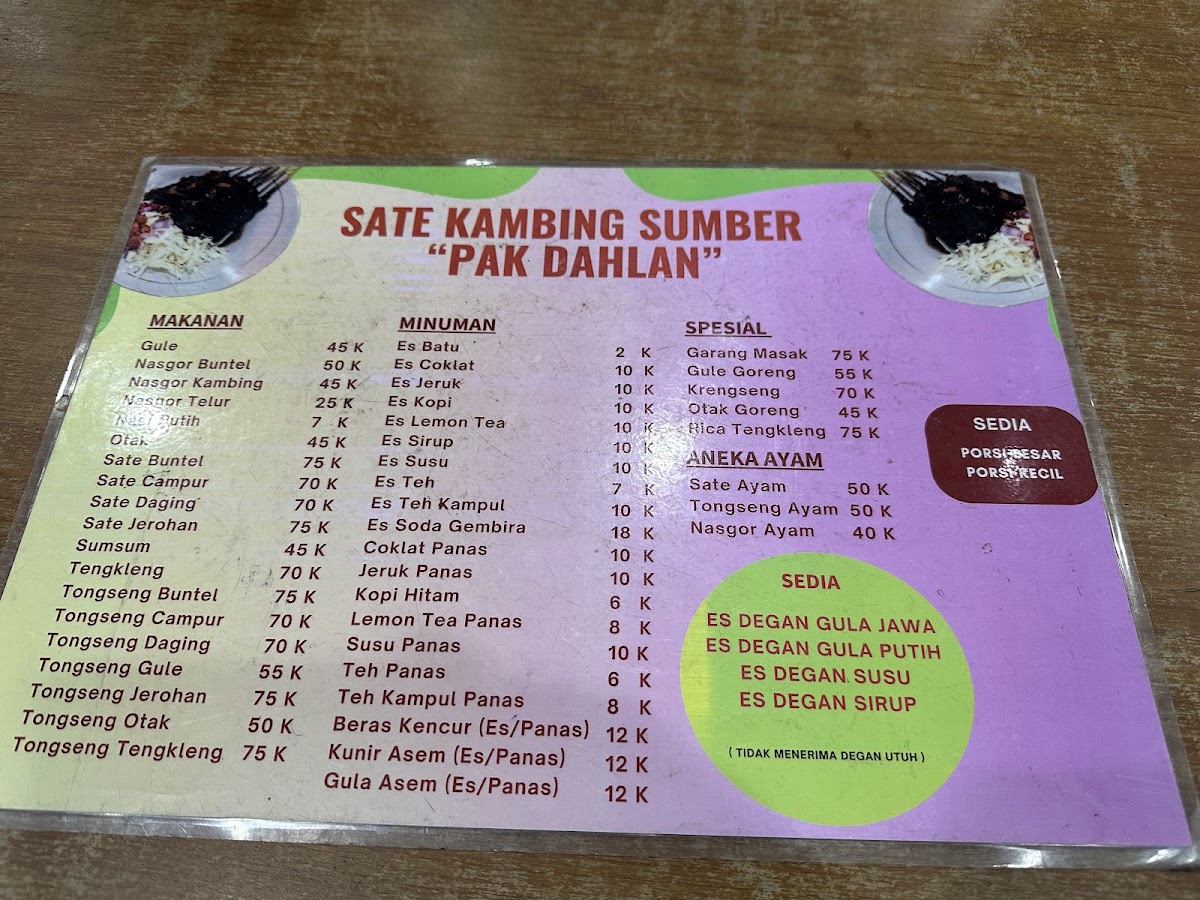 SATE KAMBING SUMBER
“PAK DAHLAN”
MAKANAN
Gule 45 K
Nasgor Buntel 50 K
Nasgor Kambing 45 K
Nasgor Telur 25 K
Nasi Putih 7 K
Otak 45 K
Sate Buntel 75 K
Sate Campur 70 K
Sate Daging 70 K
Sate Jerohan 75 K
Sumsum 45 K
Tengkleng 70 K
Tongseng Buntel 75 K
Tongseng Campur 70 K
Tongseng Daging 70 K
Tongseng Gule 55 K
Tongseng Jerohan 75 K
Tongseng Otak 50 K
Tongseng Tengkleng 75 K
MINUMAN
Es Batu 2 K
Es Coklat 10 K
Es Jeruk 10 K
Es Kopi 10 K
Es Lemon Tea 10 K
Es Sirup 10 K
Es Susu 10 K
Es Teh 7 K
Es Teh Kampul 10 K
Es Soda Gembira 18 K
Coklat Panas 10 K
Jeruk Panas 10 K
Kopi Hitam 6 K
Lemon Tea Panas 8 K
Susu Panas 10 K
Teh Panas 6 K
Teh Kampul Panas 8 K
Beras Kencur (Es/Panas) 12 K
Kunir Asem (Es/Panas) 12 K
Gula Asem (Es/Panas) 12 K
SPESIAL
Garang Masak 75 K
Gule Goreng 55 K
Krengseng 70 K
Otak Goreng 45 K
Rica Tengkleng 75 K
ANEKA AYAM
Sate Ayam 50 K
Tongseng Ayam 50 K
Nasgor Ayam 40 K
SEDIA
PORSI BESAR
PORSI KECIL
SEDIA
ES DEGAN GULA JAWA
ES DEGAN GULA PUTIH
ES DEGAN SUSU
ES DEGAN SIRUP
( TIDAK MENERIMA DEGAN UTUH )